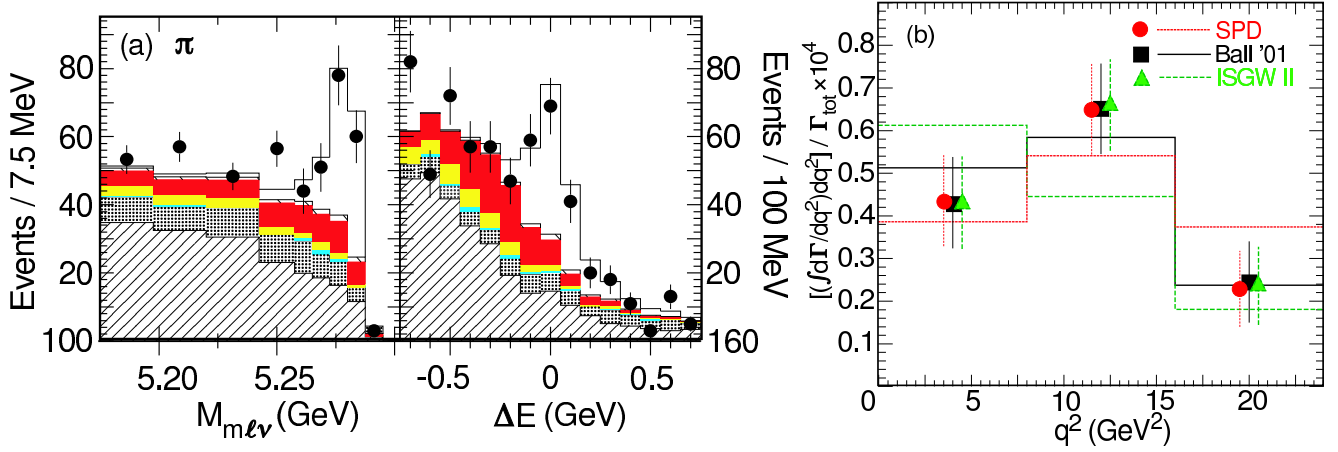 (a) π
80
60
40
20
100
Events / 7.5 MeV
5.20 5.25
M_mℓν (GeV)
80
60
40
20
160
Events / 100 MeV
-0.5 0 0.5
ΔE (GeV)
(b)
SPD
Ball '01
ISGW II
0.8
0.7
0.6
0.5
0.4
0.3
0.2
0.1
[(∫dΓ/dq²)dq²] / Γ_tot ×10⁴
0 5 10 15 20
q² (GeV²)